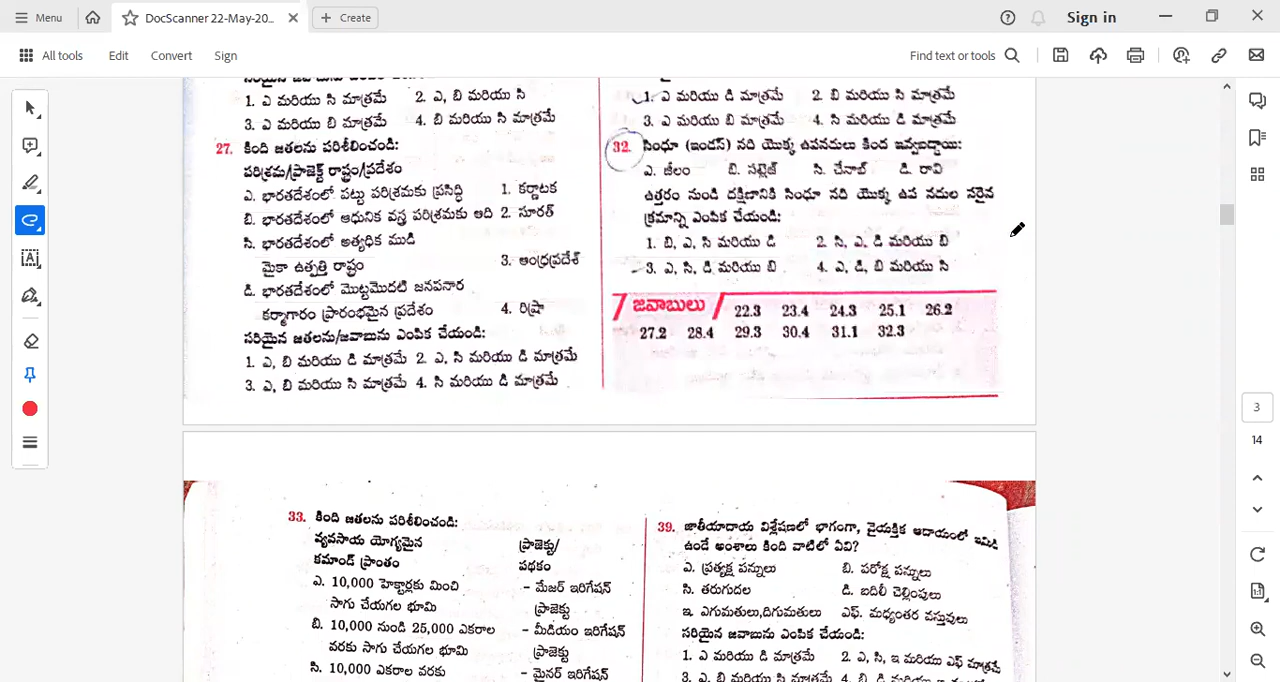 Menu
DocScanner 22-May-20...
Create
Sign in
All tools
Edit
Convert
Sign
Find text or tools
1. ఎ మరియు సి మాత్రమే 2. ఎ, బి మరియు సి
3. ఎ మరియు బి మాత్రమే 4. బి మరియు సి మాత్రమే
27. కింది జతలను పరిశీలించండి:
పరిశ్రమ/ప్రాజెక్ట్ రాష్ట్రం/ప్రదేశం
ఎ. భారతదేశంలో పట్టు పరిశ్రమకు ప్రసిద్ధి 1. కర్ణాటక
బి. భారతదేశంలో ఆధునిక వస్త్ర పరిశ్రమకు ఆది 2. సూరత్
సి. భారతదేశంలో అత్యధిక ముడి
మైకా ఉత్పత్తి రాష్ట్రం 3. ఆంధ్రప్రదేశ్
డి. భారతదేశంలో మొట్టమొదటి జనపనార
కర్మాగారం ప్రారంభమైన ప్రదేశం 4. రిష్రా
సరియైన జతలను/జవాబును ఎంపిక చేయండి:
1. ఎ, బి మరియు డి మాత్రమే 2. ఎ, సి మరియు డి మాత్రమే
3. ఎ, బి మరియు సి మాత్రమే 4. సి మరియు డి మాత్రమే
1. ఎ మరియు డి మాత్రమే 2. బి మరియు సి మాత్రమే
3. ఎ మరియు బి మాత్రమే 4. సి మరియు డి మాత్రమే
32. సింధూ (ఇండస్) నది యొక్క ఉపనదులు కింద ఇవ్వబడ్డాయి:
ఎ. జీలం బి. సట్లెజ్ సి. చేనాబ్ డి. రావి
ఉత్తరం నుండి దక్షిణానికి సింధూ నది యొక్క ఉప నదుల సరైన
క్రమాన్ని ఎంపిక చేయండి:
1. బి, ఎ, సి మరియు డి 2. సి, ఎ, డి మరియు బి
3. ఎ, సి, డి మరియు బి 4. ఎ, డి, బి మరియు సి
జవాబులు 22.3 23.4 24.3 25.1 26.2
27.2 28.4 29.3 30.4 31.1 32.3
33. కింది జతలను పరిశీలించండి:
వ్యవసాయ యోగ్యమైన ప్రాజెక్టు/
కమాండ్ ప్రాంతం పథకం
ఎ. 10,000 హెక్టార్లకు మించి - మేజర్ ఇరిగేషన్
సాగు చేయగల భూమి ప్రాజెక్టు
బి. 10,000 నుండి 25,000 ఎకరాల - మీడియం ఇరిగేషన్
వరకు సాగు చేయగల భూమి ప్రాజెక్టు
సి. 10,000 ఎకరాల వరకు - మైనర్ ఇరిగేషన్
39. జాతీయాదాయ విశ్లేషణలో భాగంగా, వైయక్తిక ఆదాయంలో ఇమిడి
ఉండే అంశాలు కింది వాటిలో ఏవి?
ఎ. ప్రత్యక్ష పన్నులు బి. పరోక్ష పన్నులు
సి. తరుగుదల డి. బదిలీ చెల్లింపులు
ఇ. ఎగుమతులు,దిగుమతులు ఎఫ్. మధ్యంతర వస్తువులు
సరియైన జవాబును ఎంపిక చేయండి:
1. ఎ మరియు డి మాత్రమే 2. ఎ, సి, ఇ మరియు ఎఫ్ మాత్రమే
3
14